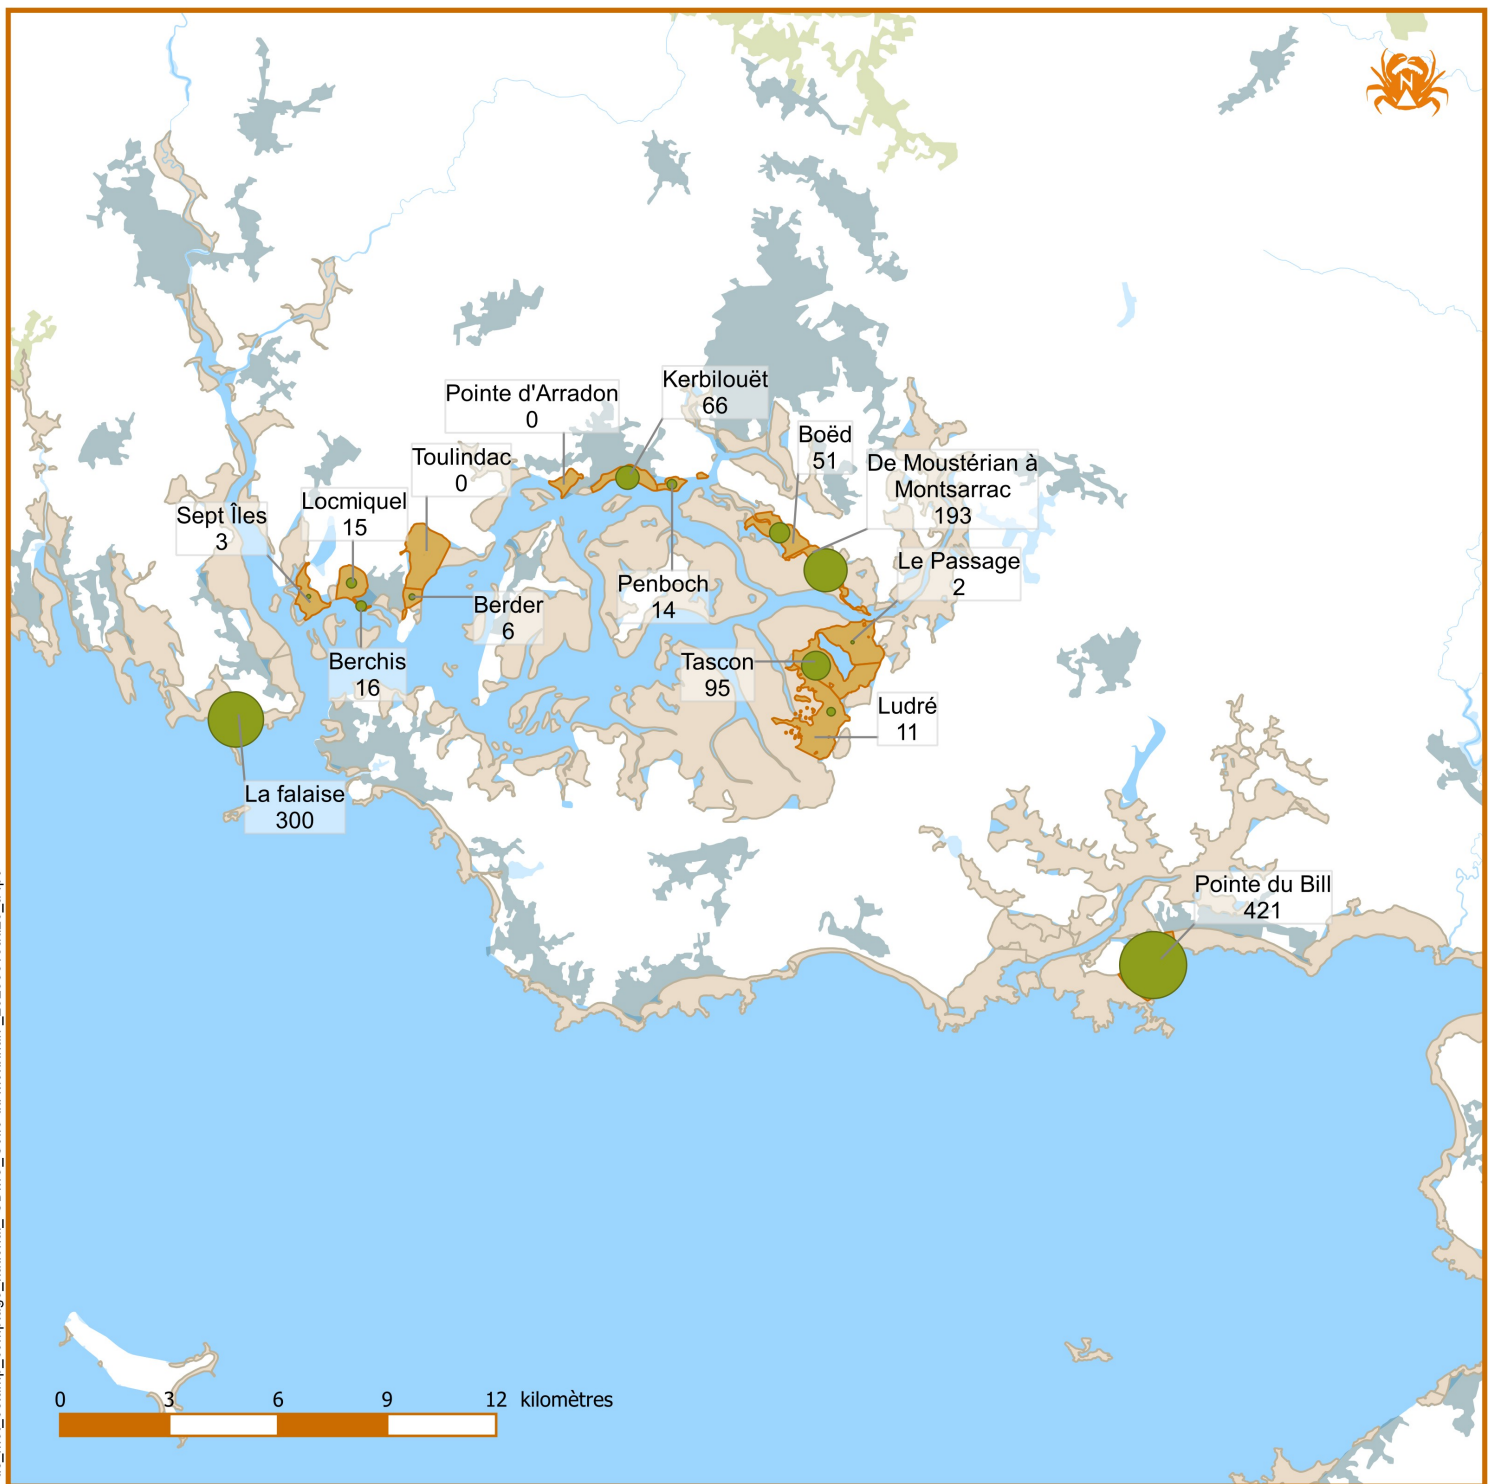 N
Kerbilouët
66
Pointe d'Arradon
0
Boëd
51
Toulindac
0
De Moustérian à
Montsarrac
193
Locmiquel
15
Sept Îles
3
Le Passage
2
Penboch
14
Berder
6
Berchis
16
Tascon
95
Ludré
11
La falaise
300
Pointe du Bill
421
0 3 6 9 12 kilomètres